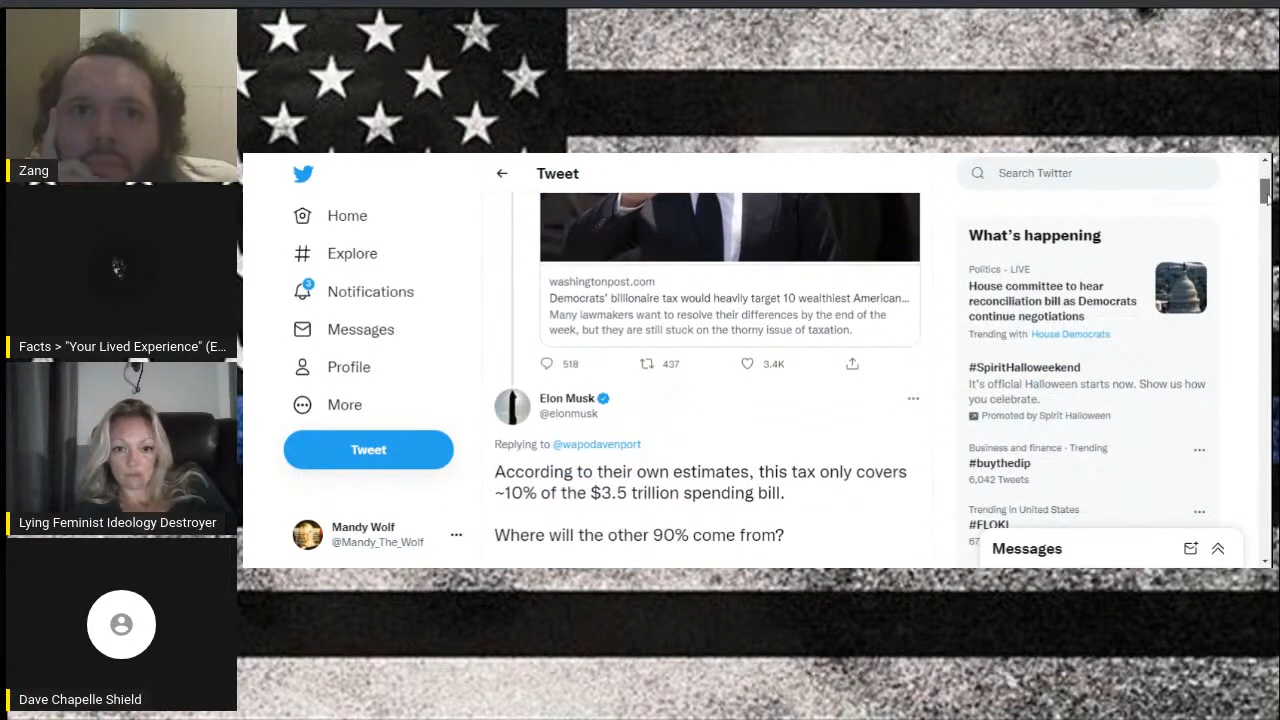 Zang
Facts > "Your Lived Experience" (E...
Lying Feminist Ideology Destroyer
Dave Chapelle Shield
Home
Explore
3
Notifications
Messages
Profile
More
Tweet
Mandy Wolf
@Mandy_The_Wolf
Tweet
washingtonpost.com
Democrats' billionaire tax would heavily target 10 wealthiest American...
Many lawmakers want to resolve their differences by the end of the
week, but they are still stuck on the thorny issue of taxation.
518
437
3.4K
Elon Musk
@elonmusk
Replying to @wapodavenport
According to their own estimates, this tax only covers
~10% of the $3.5 trillion spending bill.
Where will the other 90% come from?
Search Twitter
What's happening
Politics · LIVE
House committee to hear
reconciliation bill as Democrats
continue negotiations
Trending with House Democrats
#SpiritHalloweekend
It's official Halloween starts now. Show us how
you celebrate.
Promoted by Spirit Halloween
Business and finance · Trending
#buythedip
6,042 Tweets
Trending in United States
#FLOKI
Messages